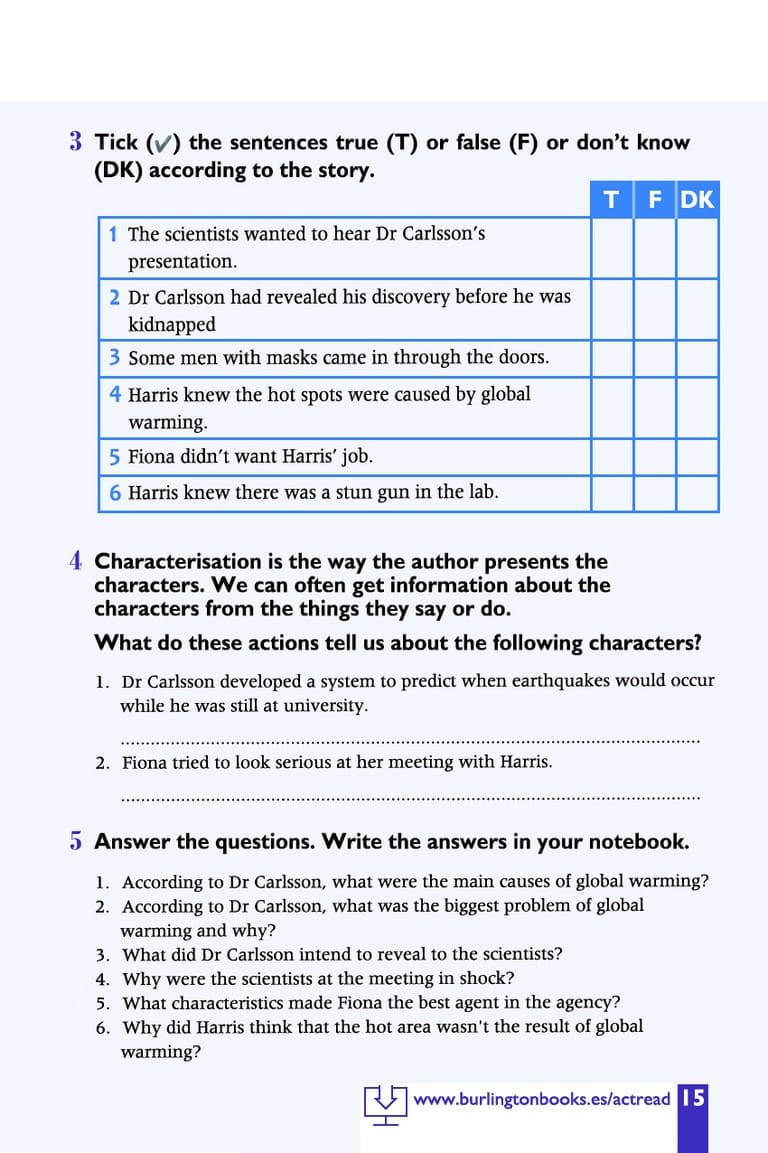 3 Tick (✓) the sentences true (T) or false (F) or don't know
(DK) according to the story.
T F DK
1 The scientists wanted to hear Dr Carlsson's
presentation.
2 Dr Carlsson had revealed his discovery before he was
kidnapped
3 Some men with masks came in through the doors.
4 Harris knew the hot spots were caused by global
warming.
5 Fiona didn't want Harris' job.
6 Harris knew there was a stun gun in the lab.
4 Characterisation is the way the author presents the
characters. We can often get information about the
characters from the things they say or do.
What do these actions tell us about the following characters?
1. Dr Carlsson developed a system to predict when earthquakes would occur
while he was still at university.
2. Fiona tried to look serious at her meeting with Harris.
5 Answer the questions. Write the answers in your notebook.
1. According to Dr Carlsson, what were the main causes of global warming?
2. According to Dr Carlsson, what was the biggest problem of global
warming and why?
3. What did Dr Carlsson intend to reveal to the scientists?
4. Why were the scientists at the meeting in shock?
5. What characteristics made Fiona the best agent in the agency?
6. Why did Harris think that the hot area wasn't the result of global
warming?
www.burlingtonbooks.es/actread 15